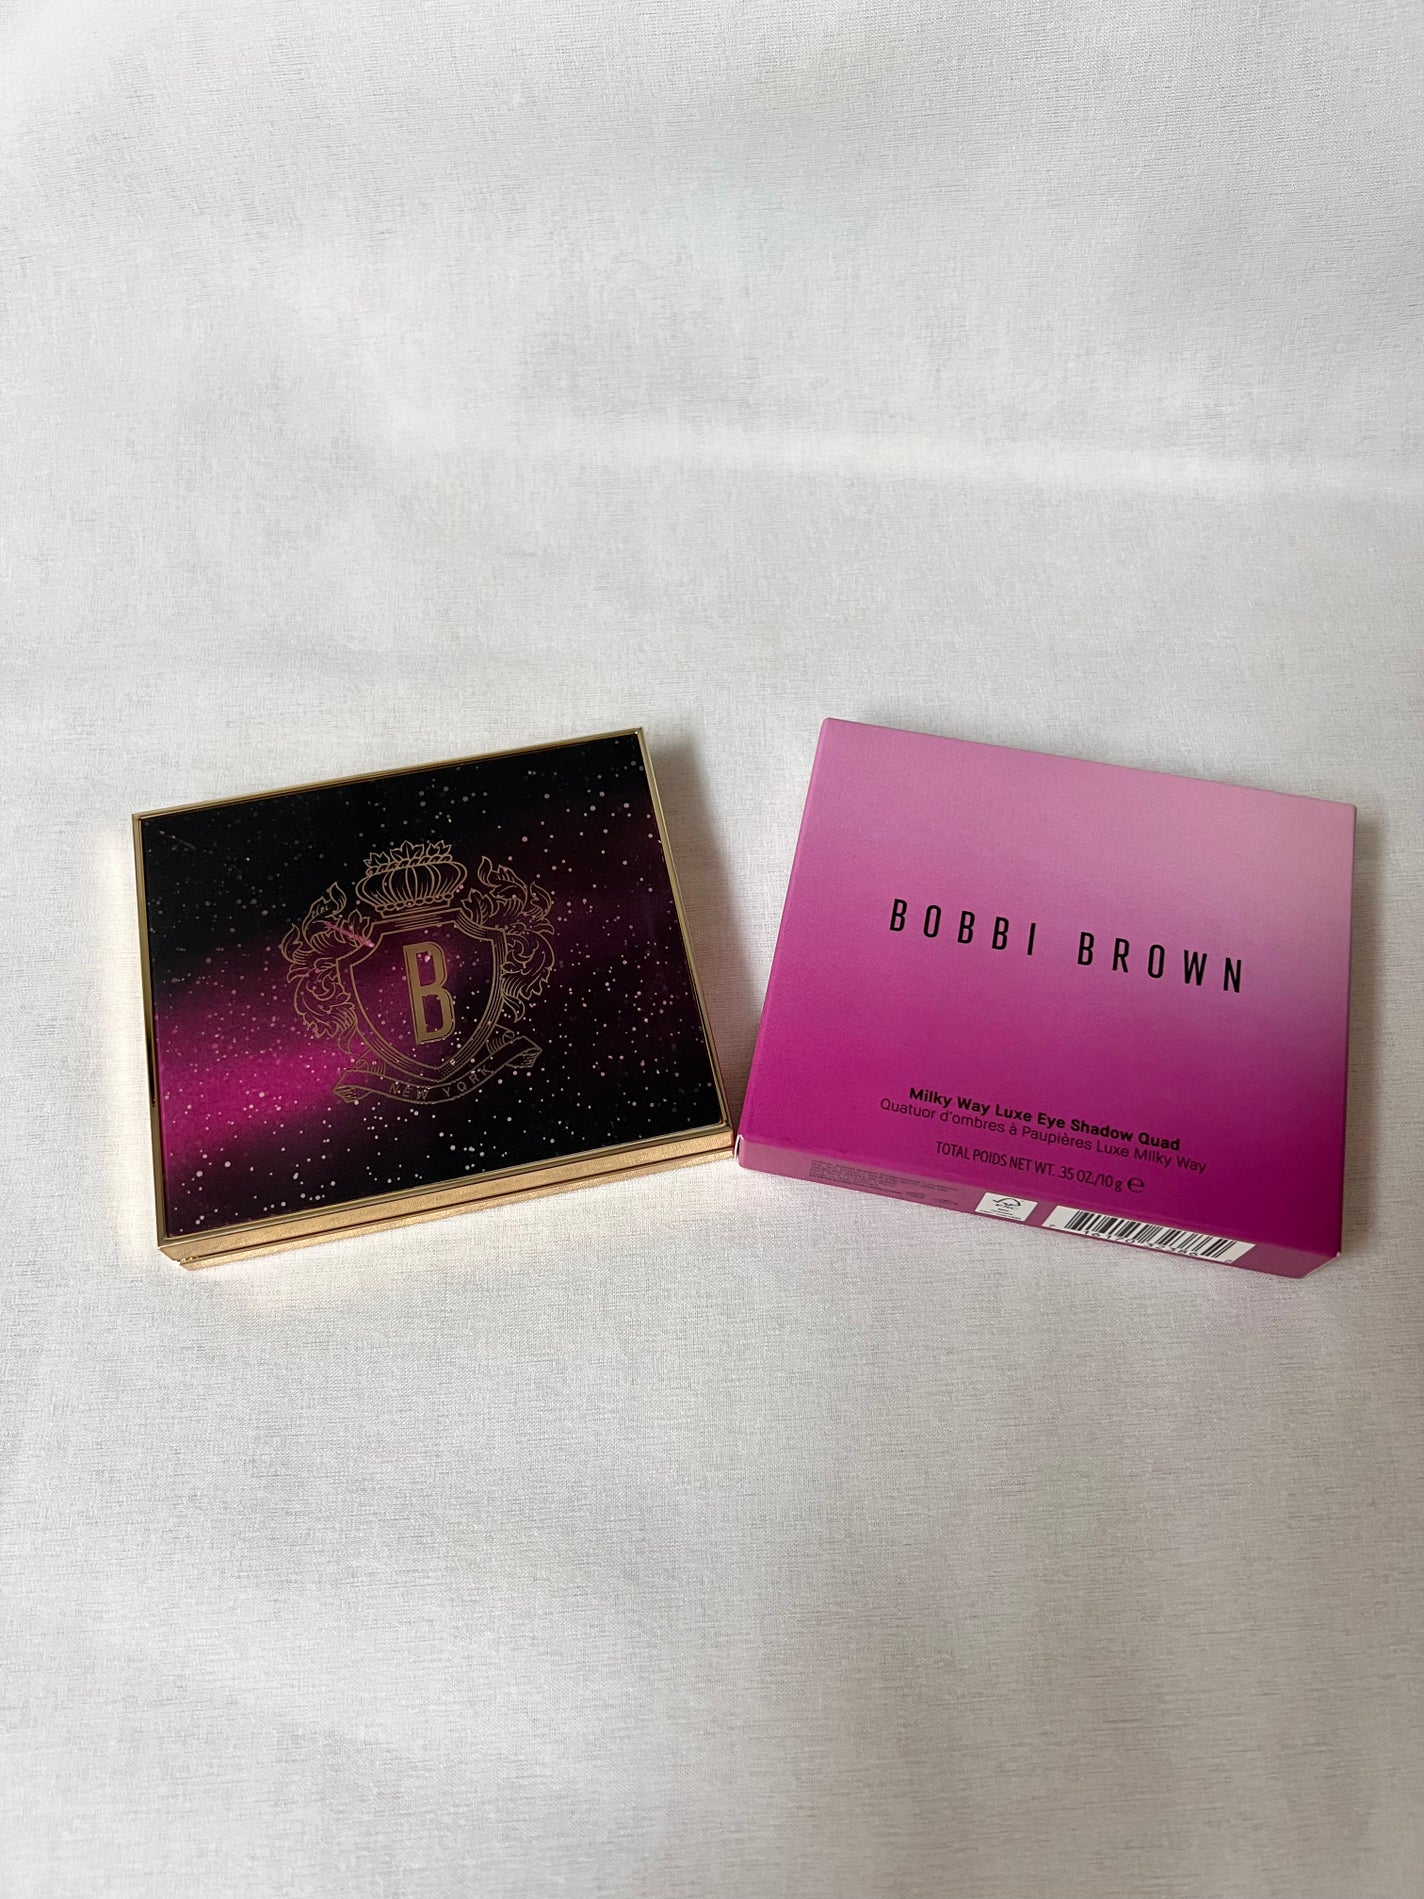 B
NEW YORK
BOBBI BROWN
Milky Way Luxe Eye Shadow Quad
Quatuor d'ombres à Paupières Luxe Milky Way
TOTAL POIDS NET WT. .35 OZ./10 g ℮